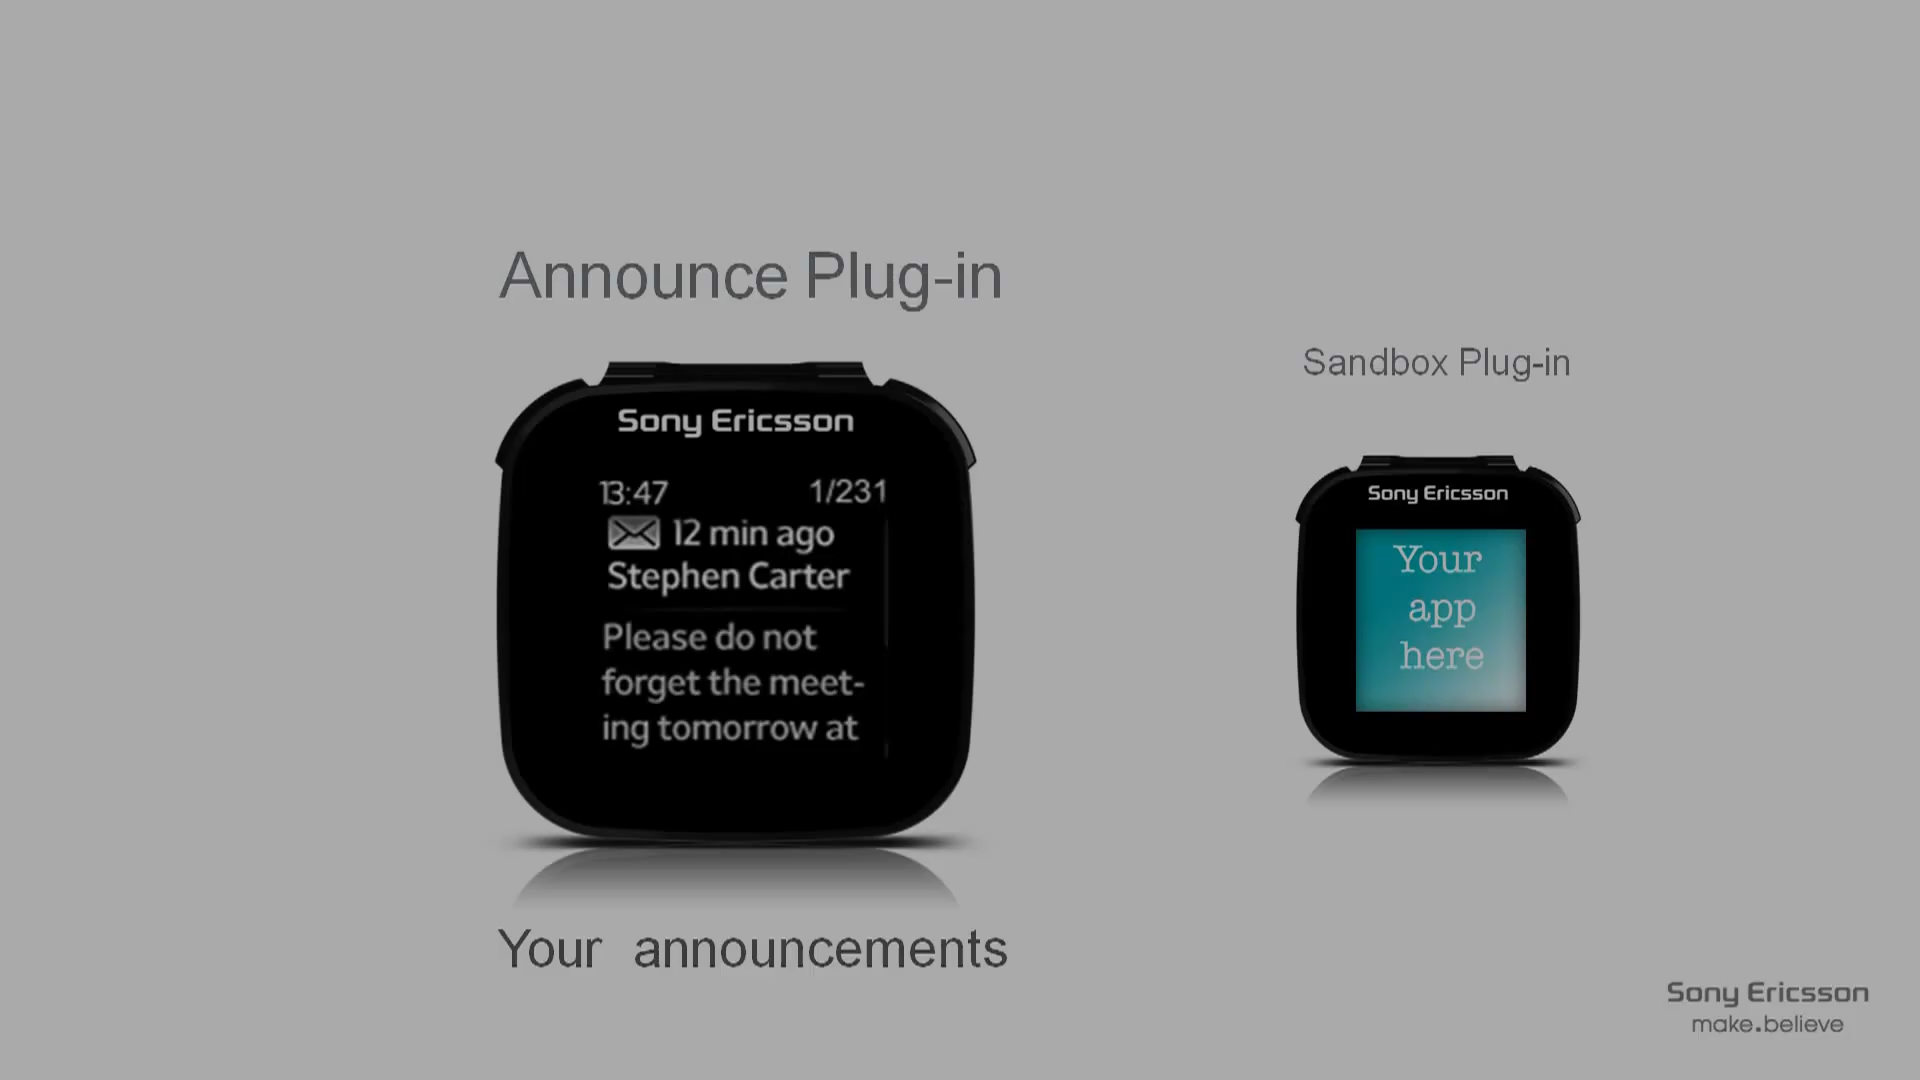 Announce Plug-in
Sony Ericsson
13:47 1/231
12 min ago
Stephen Carter
Please do not
forget the meet-
ing tomorrow at
Your announcements
Sandbox Plug-in
Sony Ericsson
Your
app
here
Sony Ericsson
make.believe